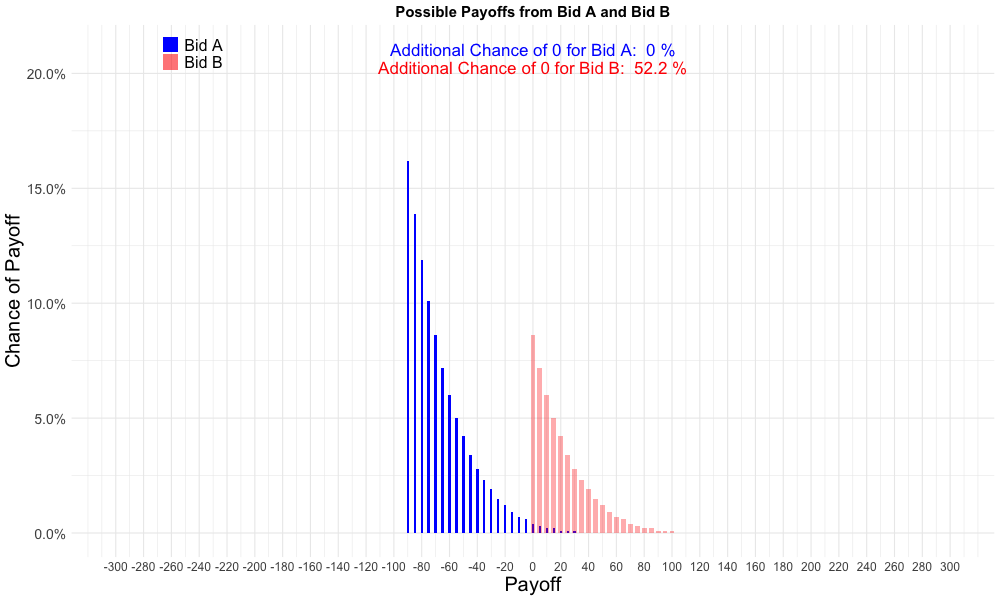 Possible Payoffs from Bid A and Bid B
Bid A
Bid B
Additional Chance of 0 for Bid A:  0 %
Additional Chance of 0 for Bid B:  52.2 %
20.0%
15.0%
10.0%
5.0%
0.0%
Chance of Payoff
-300 -280 -260 -240 -220 -200 -180 -160 -140 -120 -100 -80 -60 -40 -20 0 20 40 60 80 100 120 140 160 180 200 220 240 260 280 300
Payoff